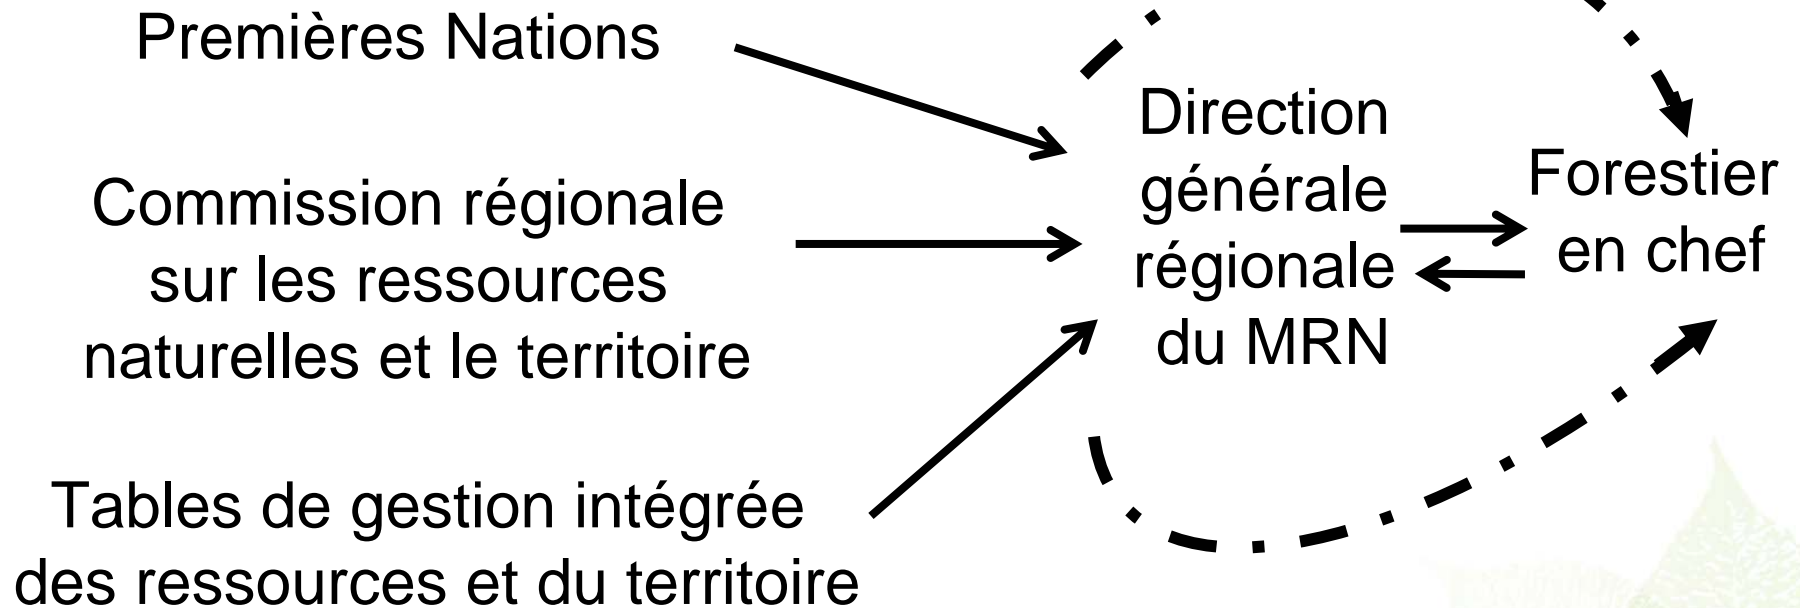 Premières Nations
Commission régionale
sur les ressources
naturelles et le territoire
Tables de gestion intégrée
des ressources et du territoire
Direction
générale
régionale
du MRN
Forestier
en chef